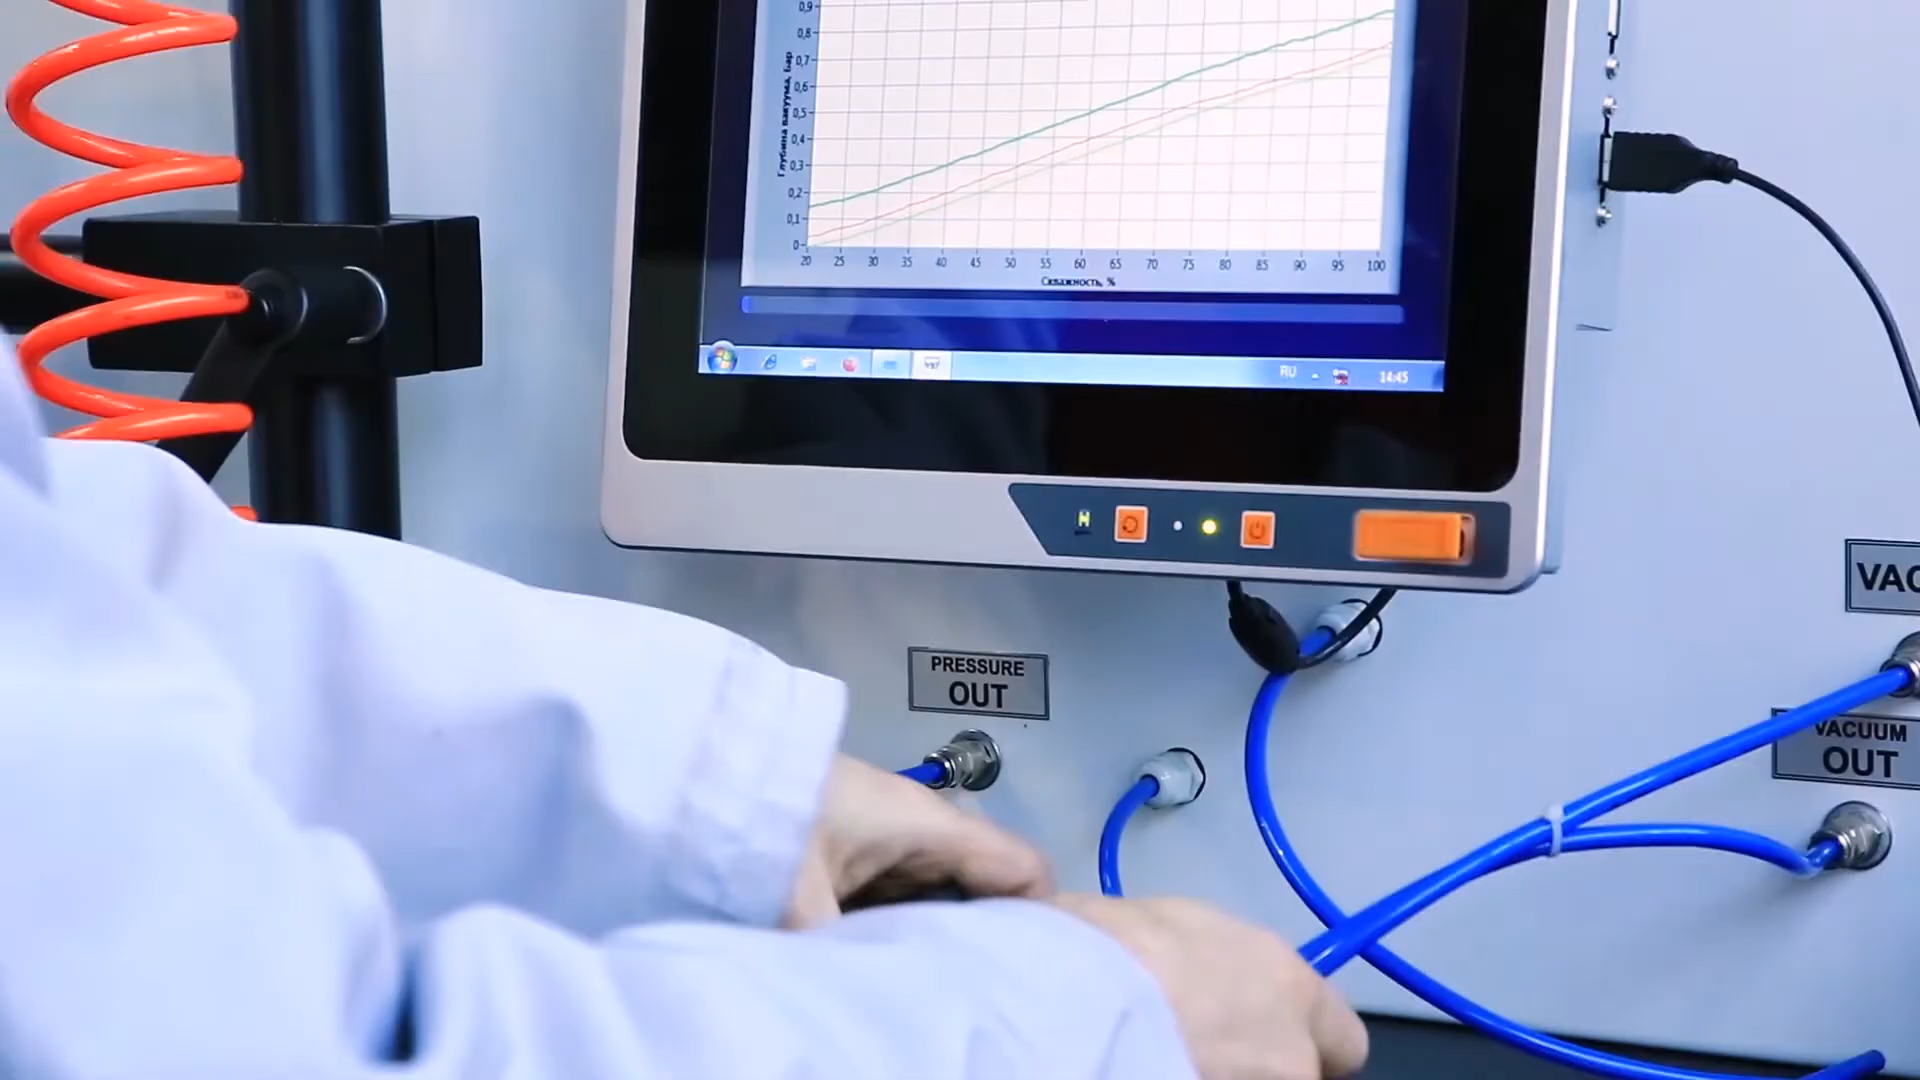 0,9
0,8
0,7
0,6
0,5
0,4
0,3
0,2
0,1
0
Глубина вакуума, Бар
20 25 30 35 40 45 50 55 60 65 70 75 80 85 90 95 100
Скважность, %
RU
14:45
PRESSURE
OUT
VAC
VACUUM
OUT